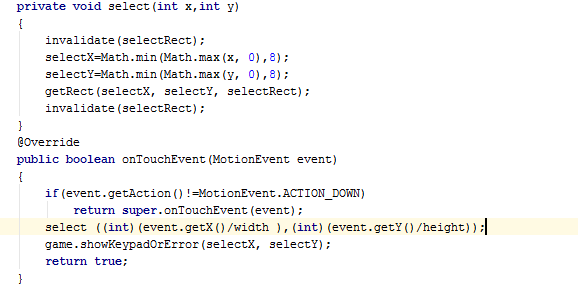 private void select(int x,int y)
{
    invalidate(selectRect);
    selectX=Math.min(Math.max(x, 0),8);
    selectY=Math.min(Math.max(y, 0),8);
    getRect(selectX, selectY, selectRect);
    invalidate(selectRect);
}
@Override
public boolean onTouchEvent(MotionEvent event)
{
    if(event.getAction()!=MotionEvent.ACTION_DOWN)
        return super.onTouchEvent(event);
    select ((int)(event.getX()/width ),(int)(event.getY()/height));
    game.showKeypadOrError(selectX, selectY);
    return true;
}